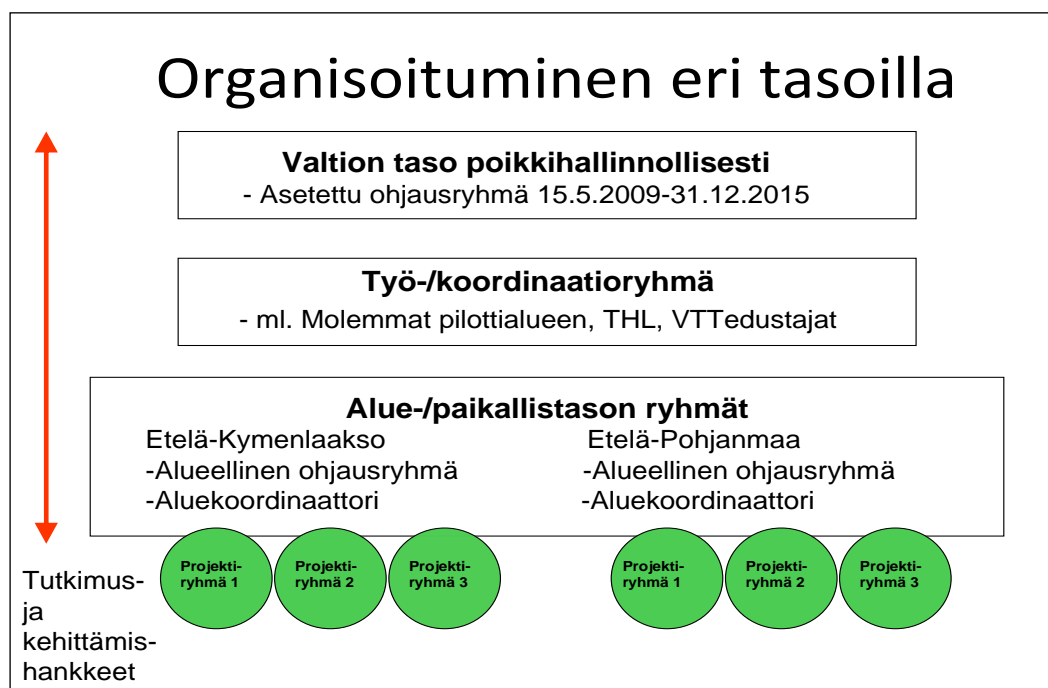 Organisoituminen eri tasoilla
Valtion taso poikkihallinnollisesti
- Asetettu ohjausryhmä 15.5.2009-31.12.2015
Työ-/koordinaatioryhmä
- ml. Molemmat pilottialueen, THL, VTTedustajat
Alue-/paikallistason ryhmät
Etelä-Kymenlaakso
-Alueellinen ohjausryhmä
-Aluekoordinaattori
Etelä-Pohjanmaa
-Alueellinen ohjausryhmä
-Aluekoordinaattori
Projekti-
ryhmä 1
Projekti-
ryhmä 2
Projekti-
ryhmä 3
Projekti-
ryhmä 1
Projekti-
ryhmä 2
Projekti-
ryhmä 3
Tutkimus-
ja
kehittämis-
hankkeet